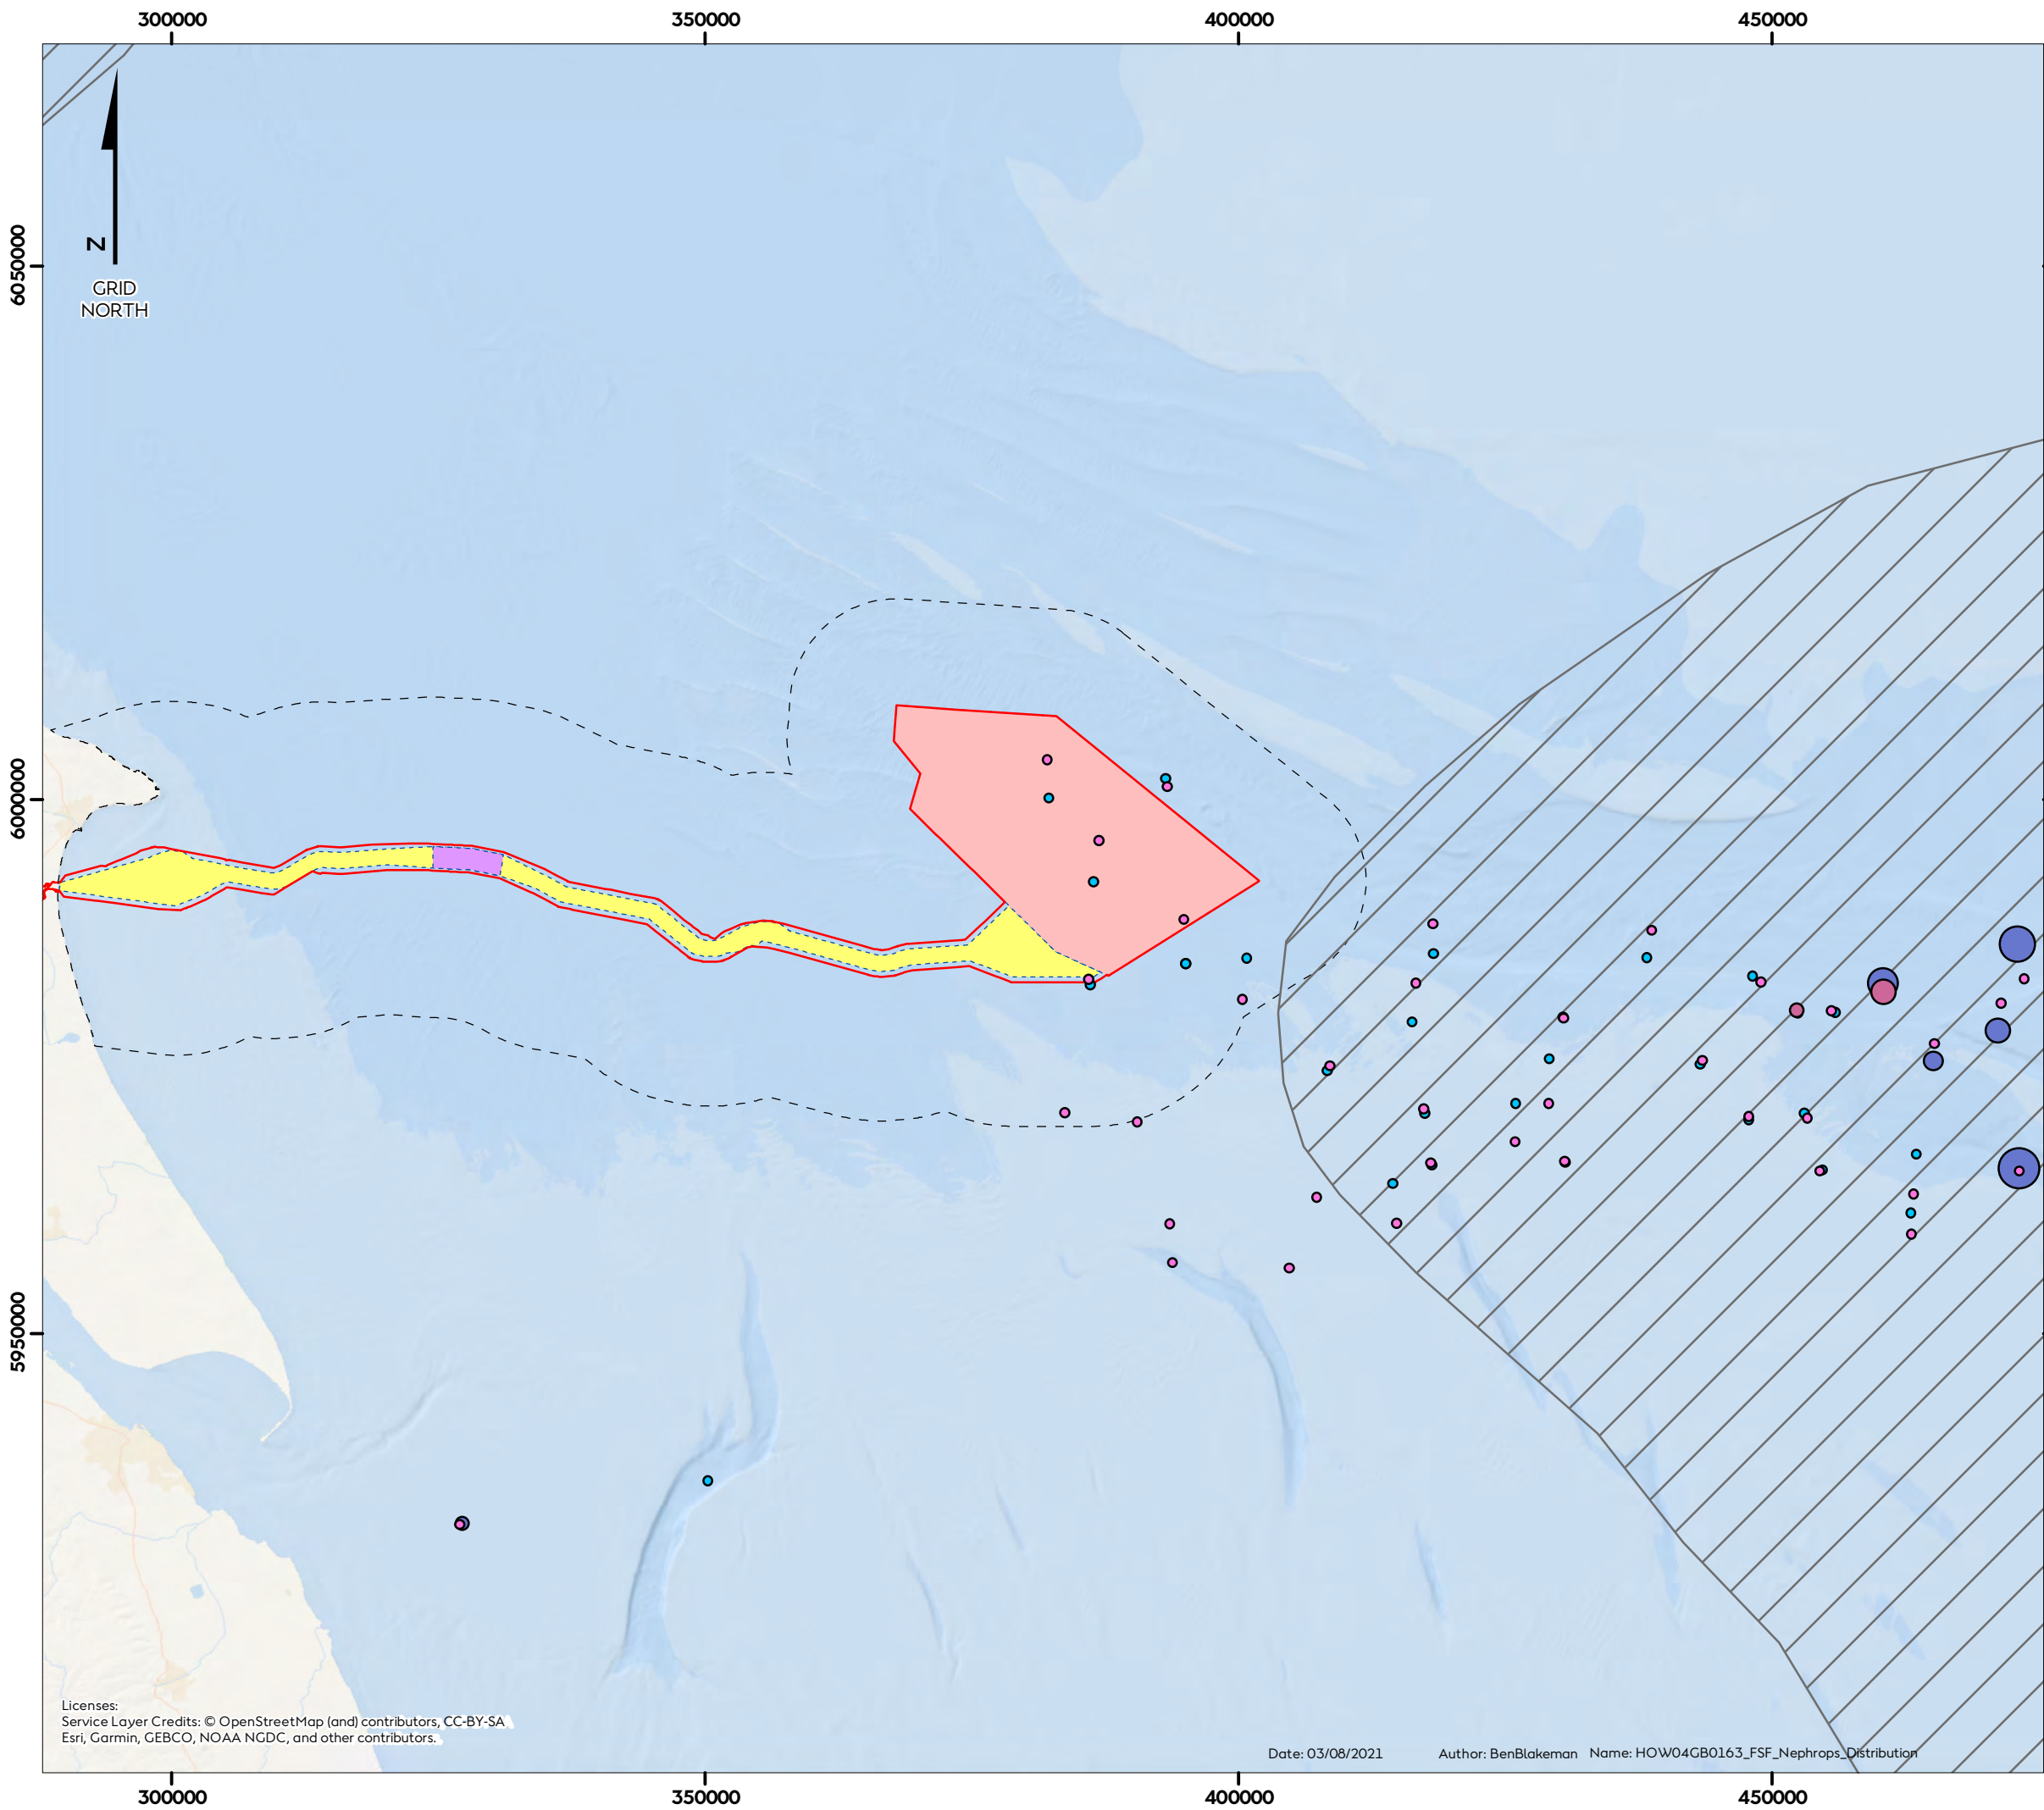 300000 350000 400000 450000
6050000
N
GRID
NORTH
6000000
5950000
Licenses:
Service Layer Credits: © OpenStreetMap (and) contributors, CC-BY-SA
Esri, Garmin, GEBCO, NOAA NGDC, and other contributors.
Date: 03/08/2021 Author: BenBlakeman Name: HOW04GB0163_FSF_Nephrops_Distribution
300000 350000 400000 450000